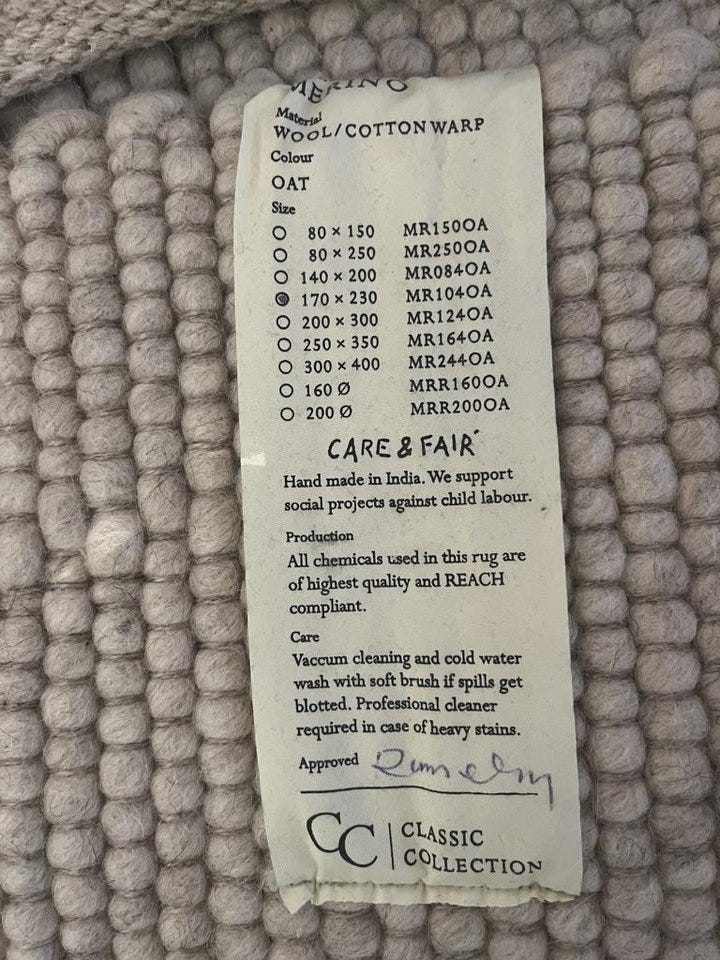 MERINO
Material
WOOL/COTTON WARP
Colour
OAT
Size
80 × 150 MR150OA
80 × 250 MR250OA
140 × 200 MR084OA
170 × 230 MR104OA
200 × 300 MR124OA
250 × 350 MR164OA
300 × 400 MR244OA
160 Ø MRR160OA
200 Ø MRR200OA
CARE & FAIR
Hand made in India. We support
social projects against child labour.
Production
All chemicals used in this rug are
of highest quality and REACH
compliant.
Care
Vaccum cleaning and cold water
wash with soft brush if spills get
blotted. Professional cleaner
required in case of heavy stains.
Approved
CC | CLASSIC
COLLECTION